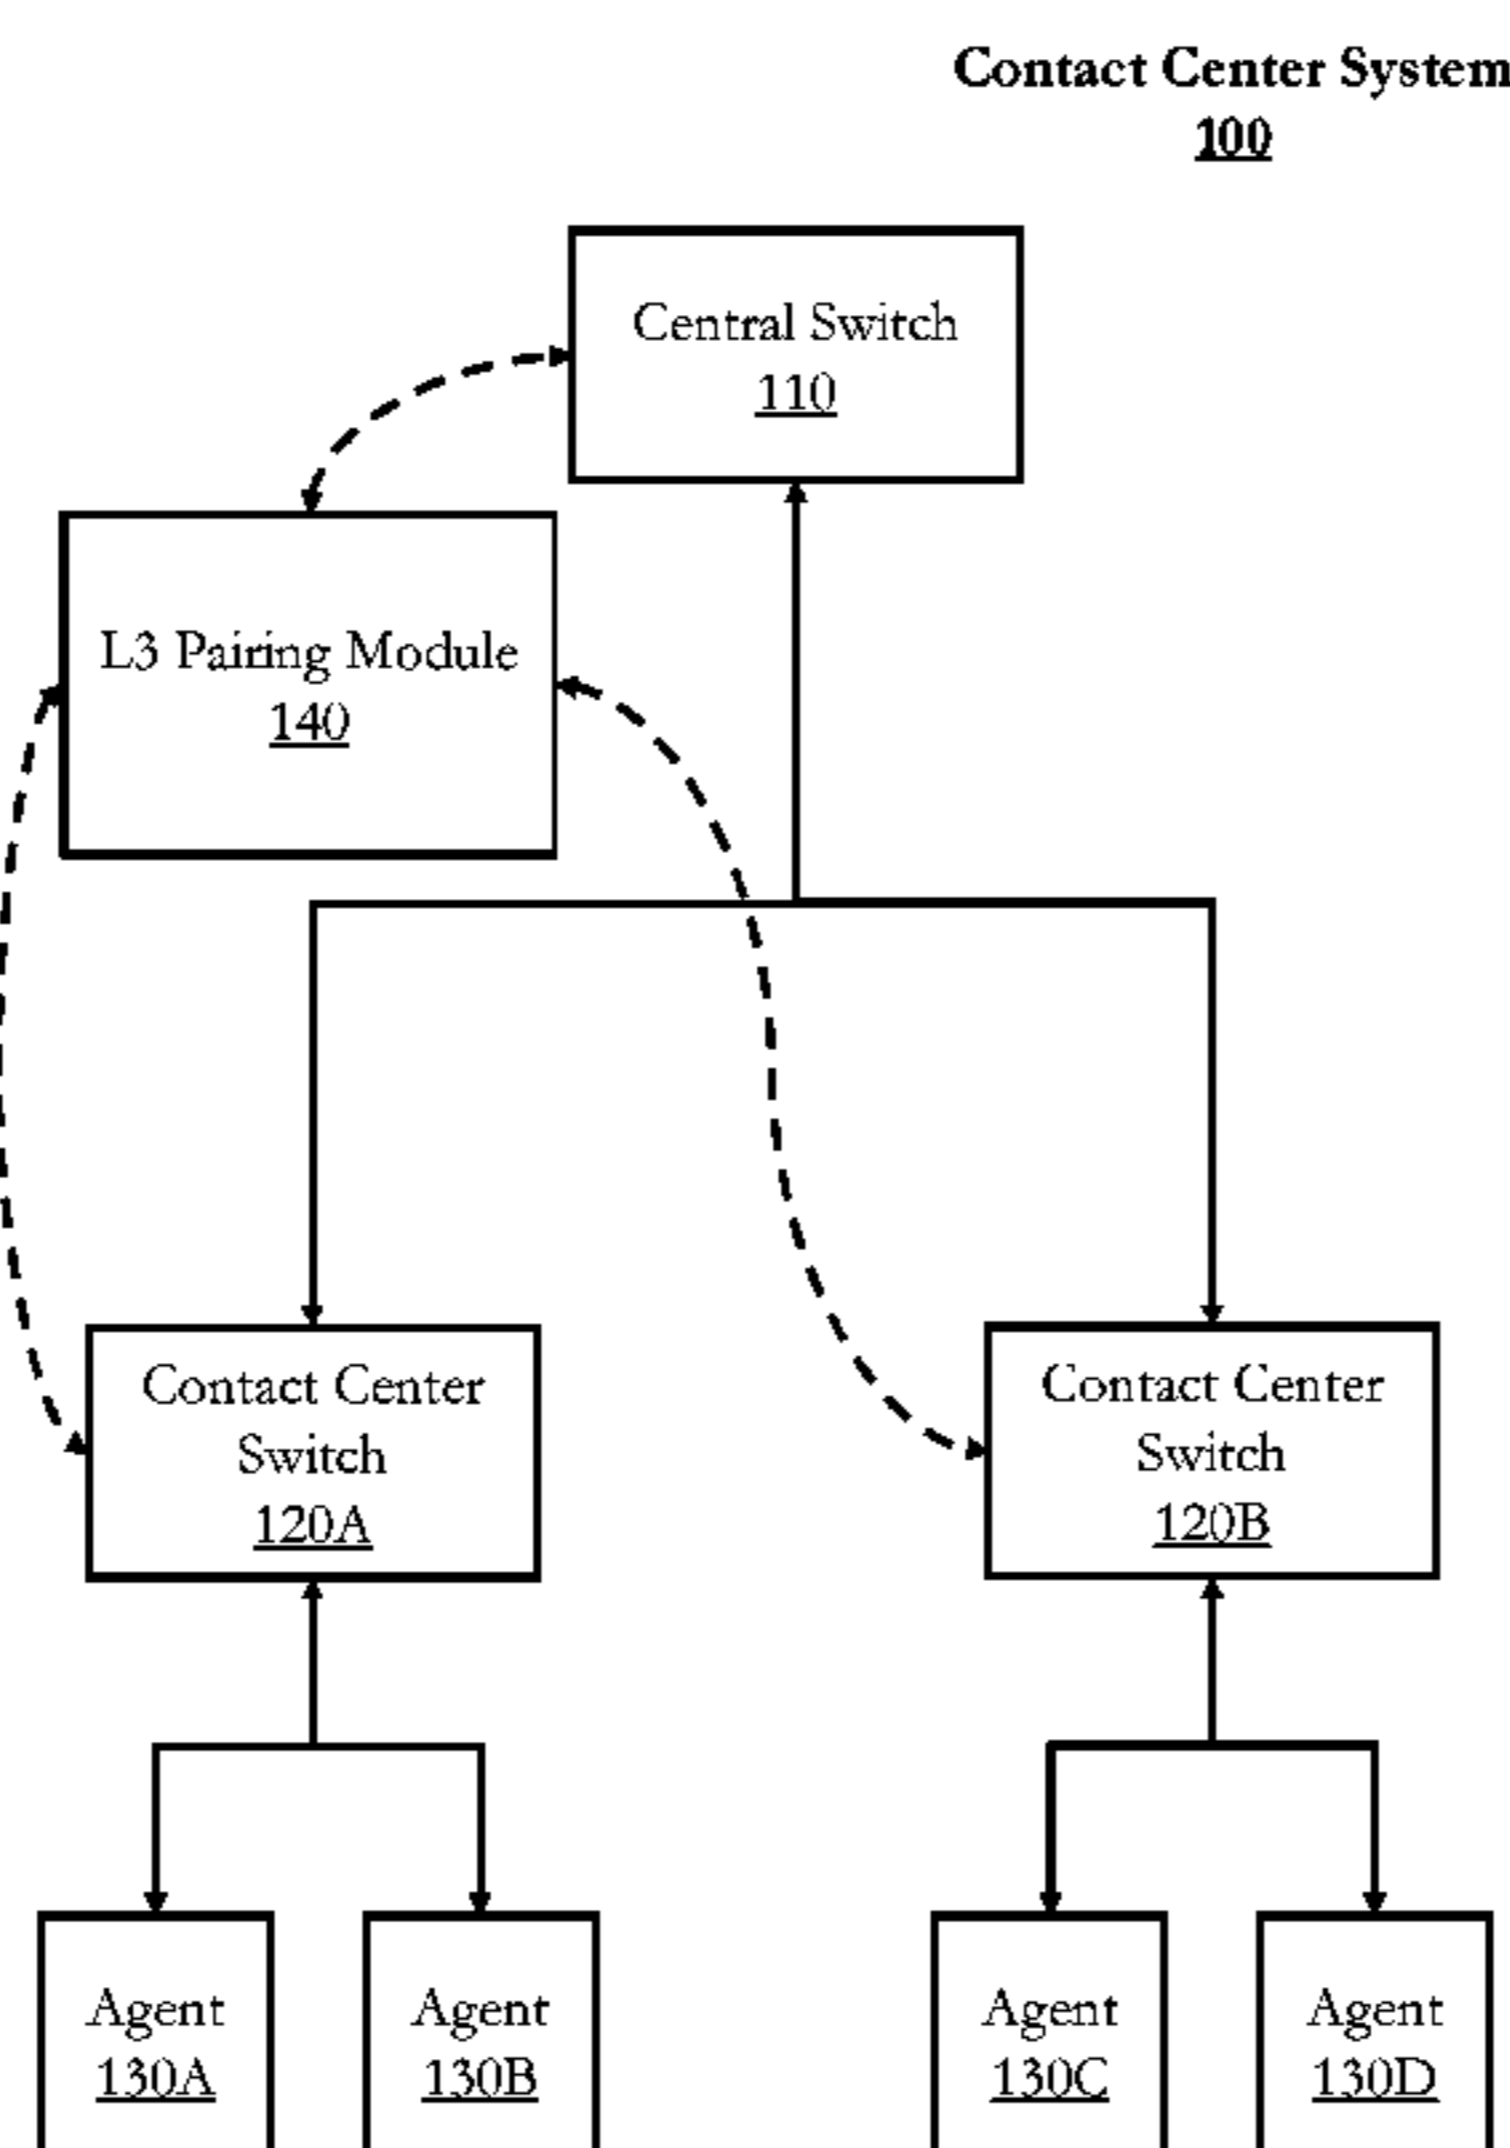 Contact Center System
100
Central Switch
110
L3 Pairing Module
140
Contact Center
Switch
120A
Contact Center
Switch
120B
Agent
130A
Agent
130B
Agent
130C
Agent
130D